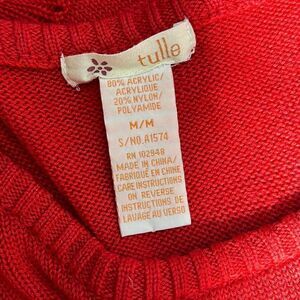 tulle
80% ACRYLIC/
ACRYLIQUE
20% NYLON/
POLYAMIDE
M/M
S/NO.A1574
RN 102948
MADE IN CHINA/
FABRIQUÉ EN CHINE
CARE INSTRUCTIONS
ON REVERSE
INSTRUCTIONS DE
LAVAGE AU VERSO